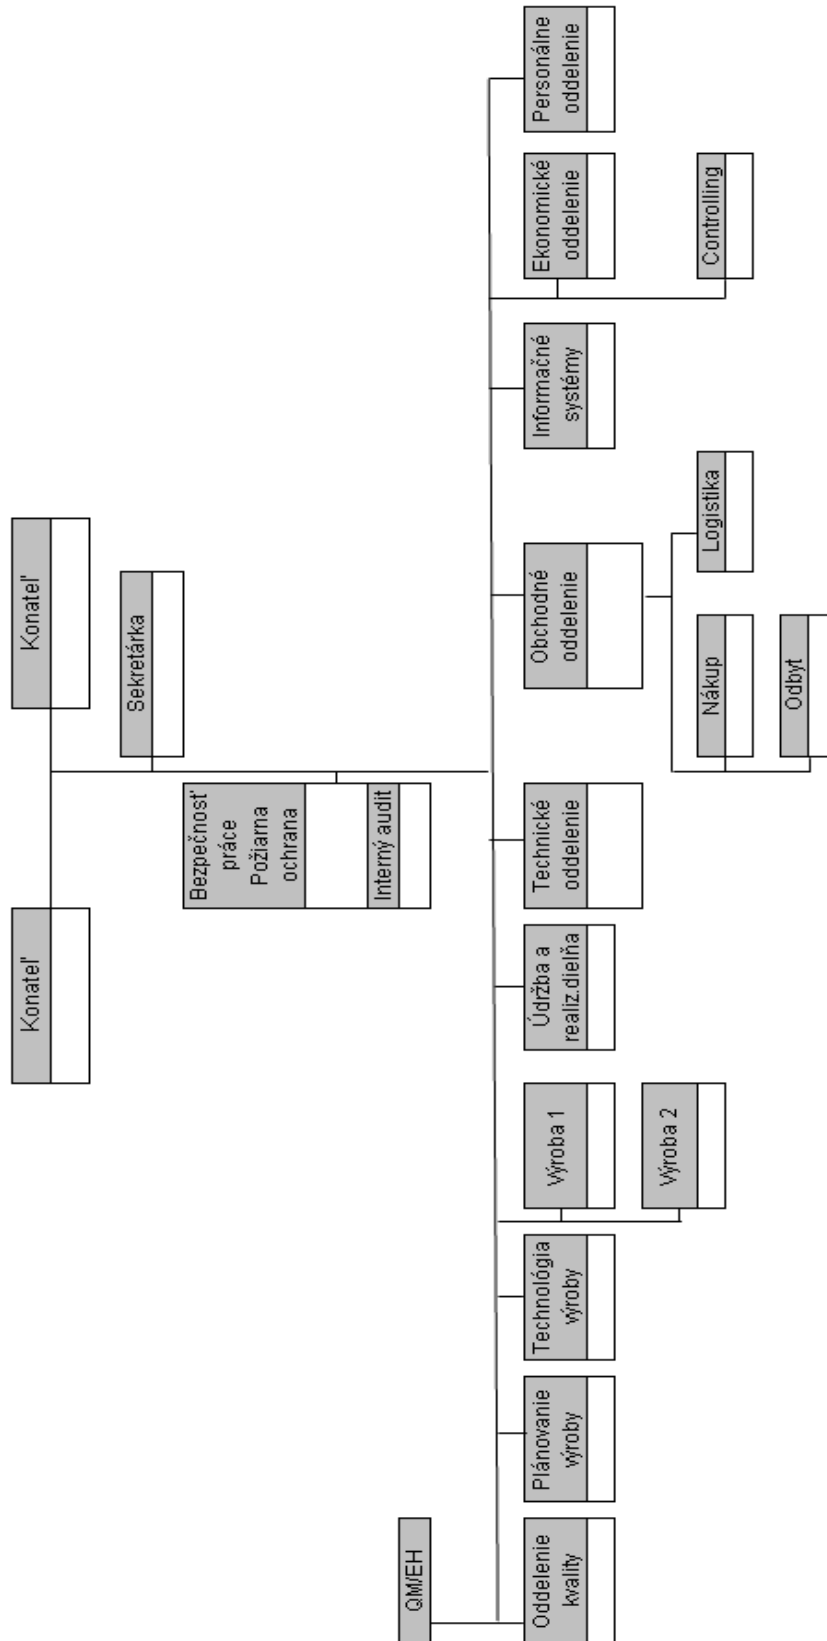 Konateľ
Konateľ
Sekretárka
Bezpečnosť
práce
Požiarna
ochrana
Interný audit
QM/EH
Oddelenie
kvality
Plánovanie
výroby
Technológia
výroby
Výroba 1
Výroba 2
Údržba a
realiz.dielňa
Technické
oddelenie
Obchodné
oddelenie
Nákup
Odbyt
Logistika
Informačné
systémy
Ekonomické
oddelenie
Controlling
Personálne
oddelenie